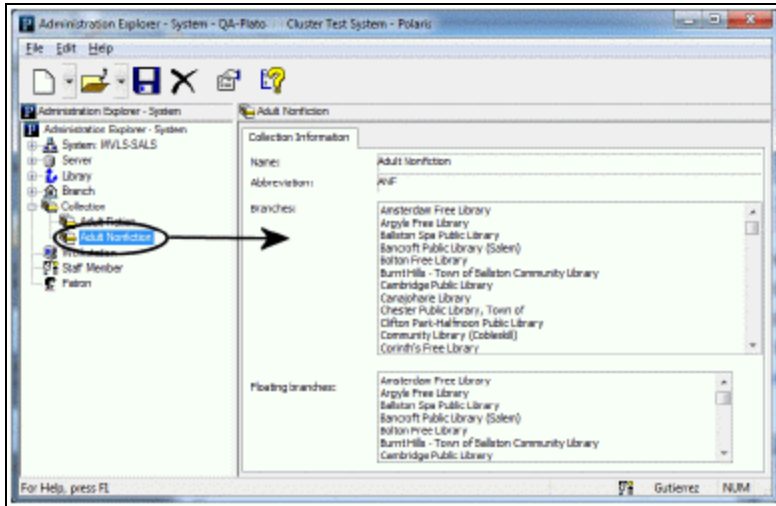 Administration Explorer - System - QA-Plato Cluster Test System - Polaris
File Edit Help
Administration Explorer - System
Administration Explorer - System
System: MVLS-SALS
Server
Library
Branch
Collection
Adult Fiction
Adult Nonfiction
Workstation
Staff Member
Patron
Adult Nonfiction
Collection Information
Name: Adult Nonfiction
Abbreviation: ANF
Branches:
Amsterdam Free Library
Argyle Free Library
Ballston Spa Public Library
Bancroft Public Library (Salem)
Bolton Free Library
Burnt Hills - Town of Ballston Community Library
Cambridge Public Library
Canajoharie Library
Chester Public Library, Town of
Clifton Park-Halfmoon Public Library
Community Library (Cobleskill)
Corinth's Free Library
Floating branches:
Amsterdam Free Library
Argyle Free Library
Ballston Spa Public Library
Bancroft Public Library (Salem)
Bolton Free Library
Burnt Hills - Town of Ballston Community Library
Cambridge Public Library
For Help, press F1
Gutierrez NUM